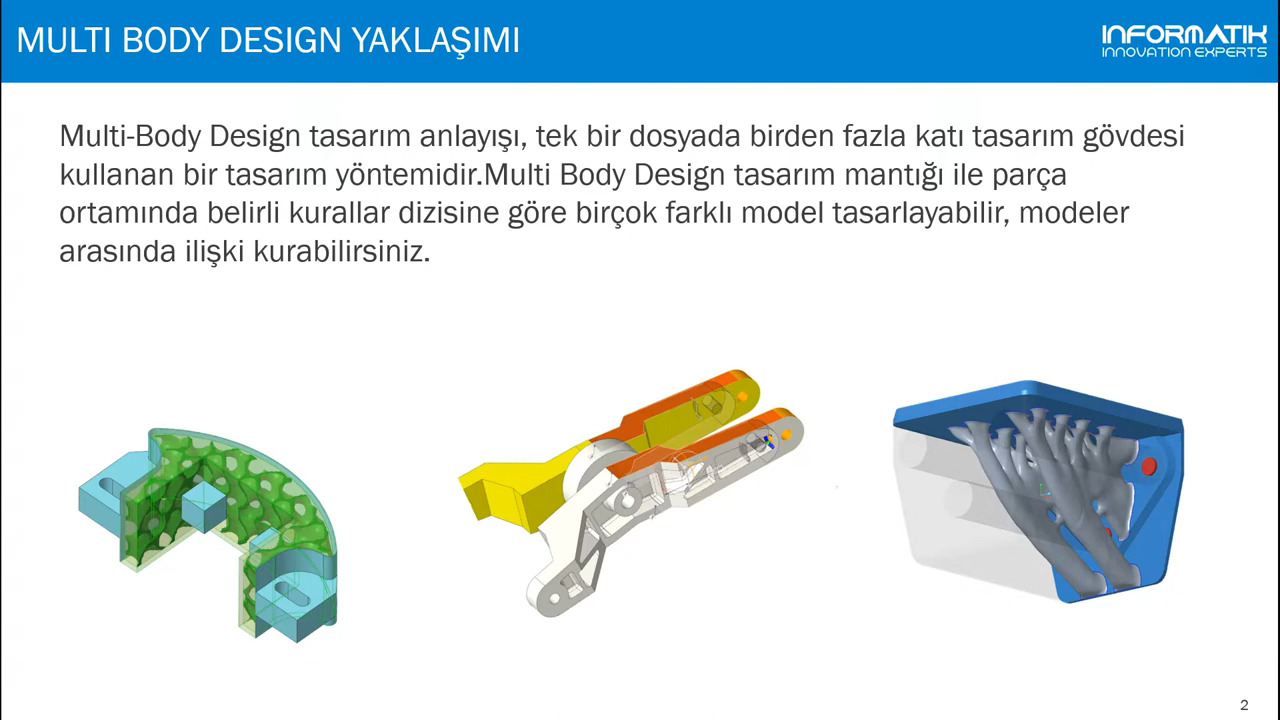 MULTI BODY DESIGN YAKLAŞIMI
INFORMATIK
INNOVATION EXPERTS
Multi-Body Design tasarım anlayışı, tek bir dosyada birden fazla katı tasarım gövdesi
kullanan bir tasarım yöntemidir.Multi Body Design tasarım mantığı ile parça
ortamında belirli kurallar dizisine göre birçok farklı model tasarlayabilir, modeler
arasında ilişki kurabilirsiniz.
2